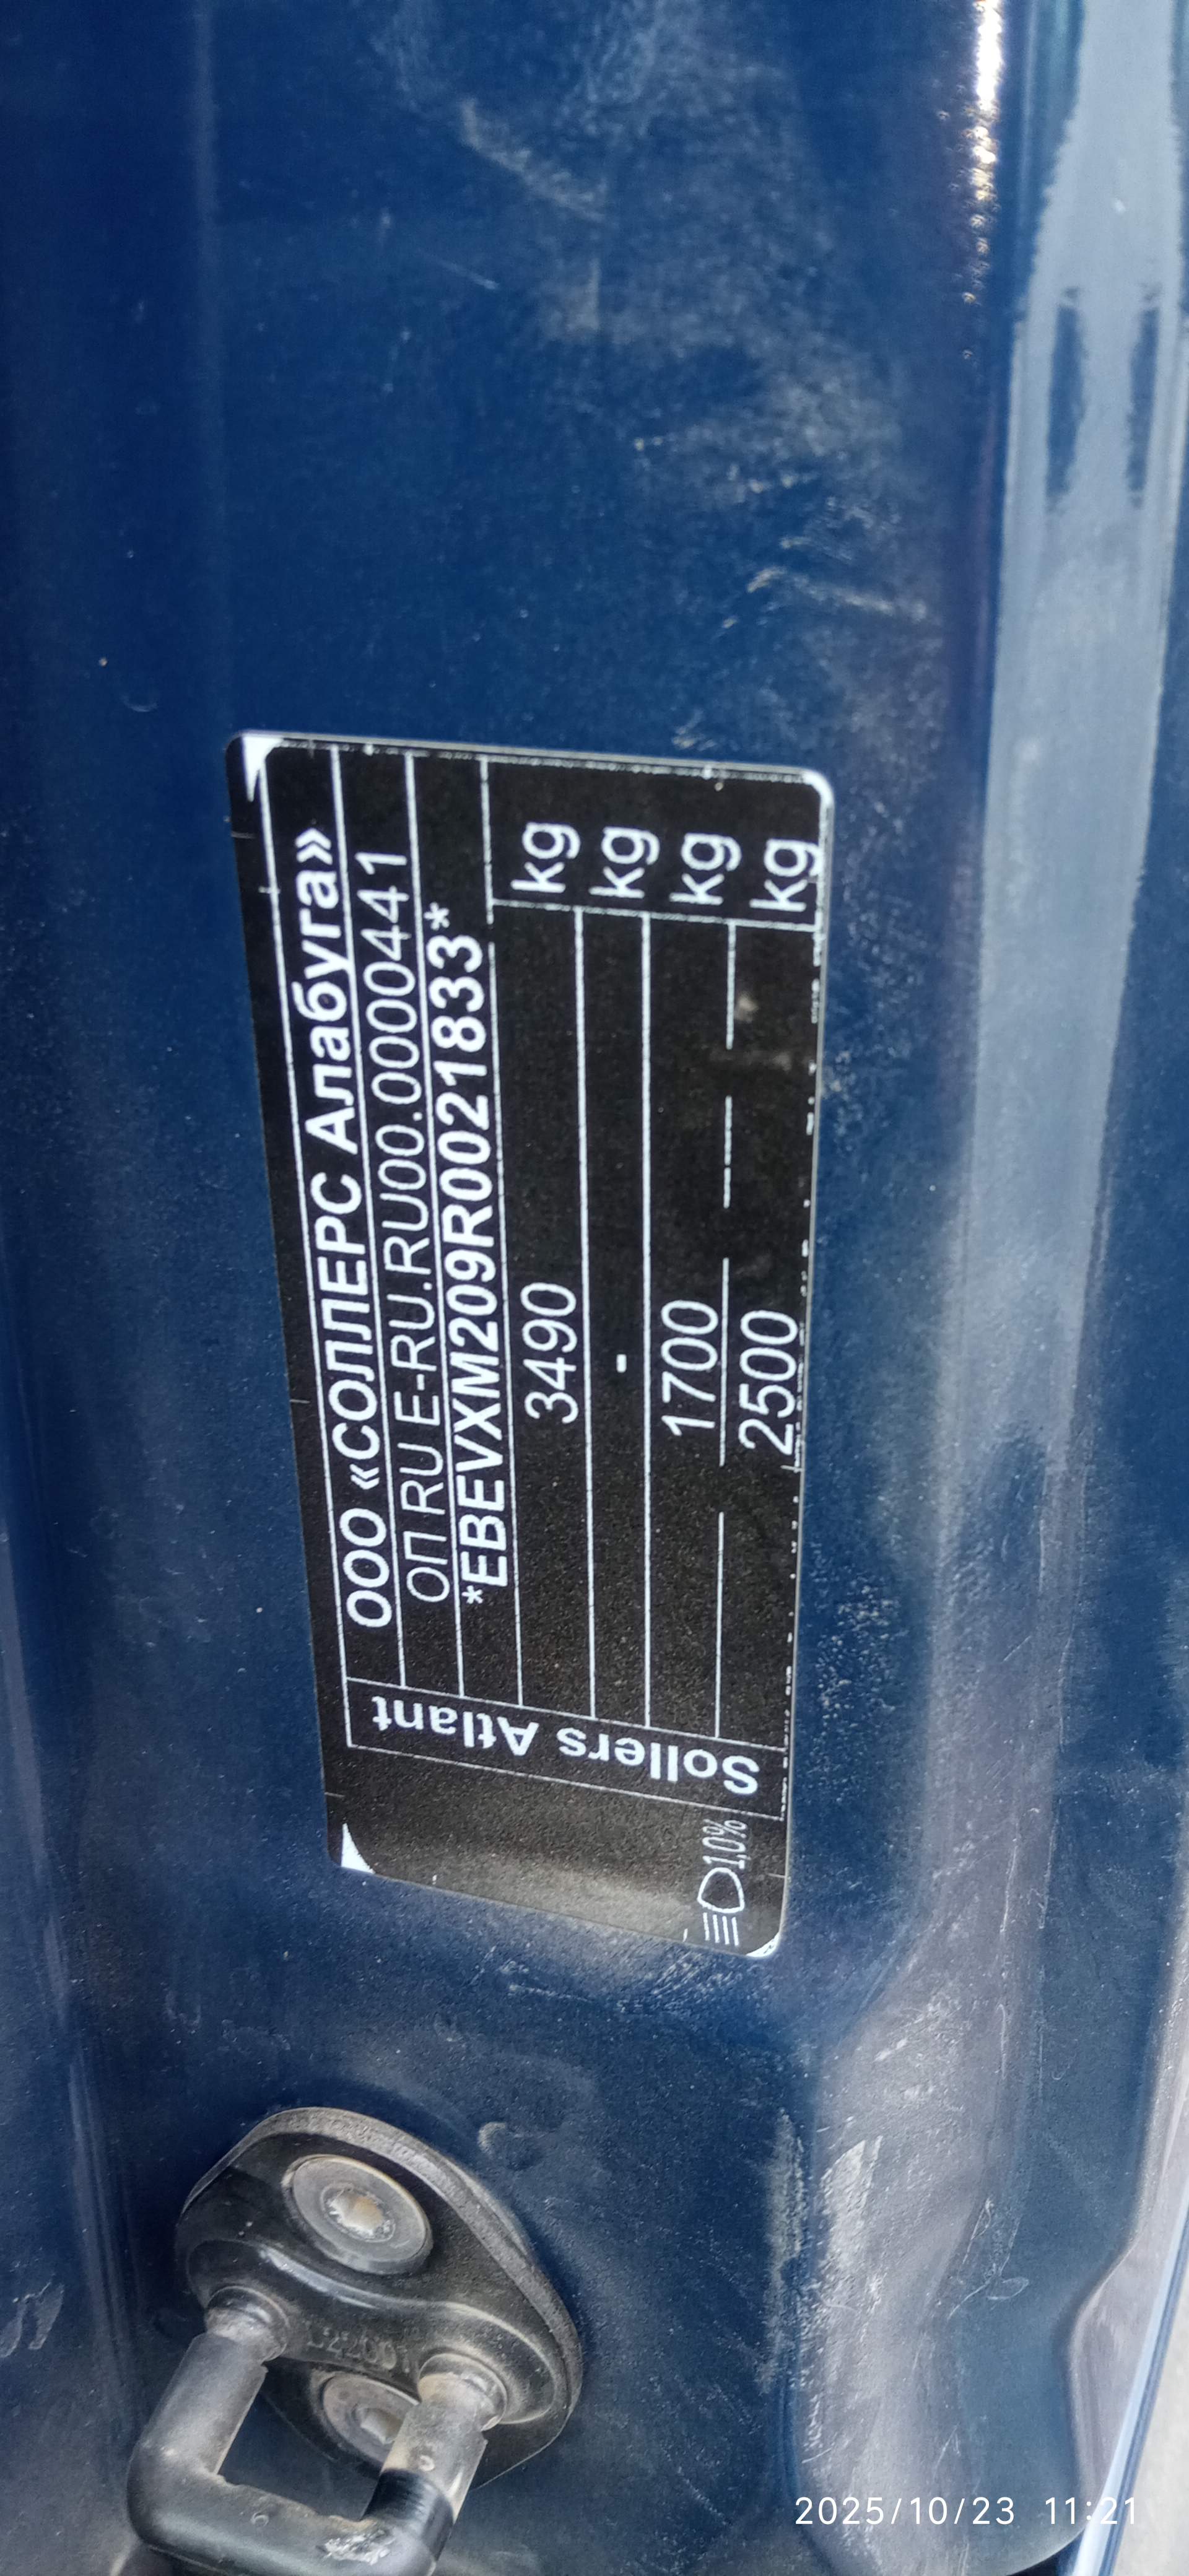 ООО «СОЛЛЕРС Алабуга»
ОП RU E-RU.RU00.0000441
*EBEVXM209R0021833*
3490 kg
- kg
1700 kg
2500 kg
Sollers Atlant
1,0%
2025/10/23 11:21